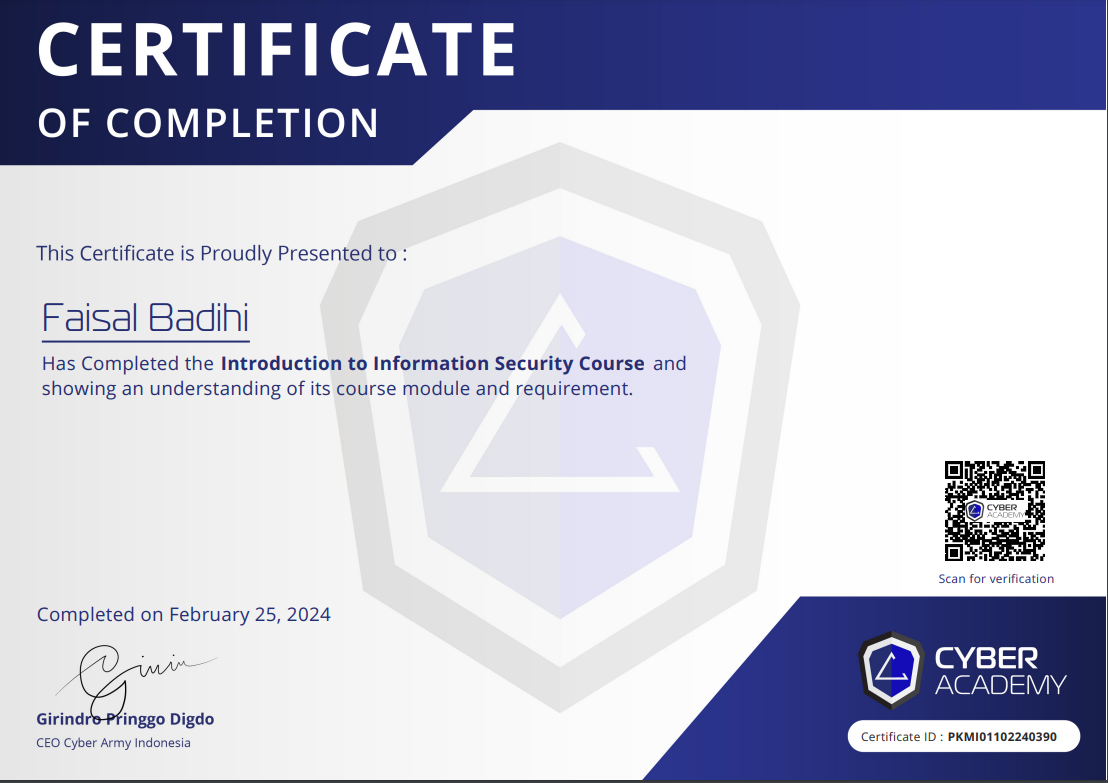 CERTIFICATE
OF COMPLETION
This Certificate is Proudly Presented to :
Faisal Badihi
Has Completed the Introduction to Information Security Course and
showing an understanding of its course module and requirement.
CYBER
ACADEMY
Scan for verification
Completed on February 25, 2024
Girindro Pringgo Digdo
CEO Cyber Army Indonesia
CYBER
ACADEMY
Certificate ID : PKMI01102240390